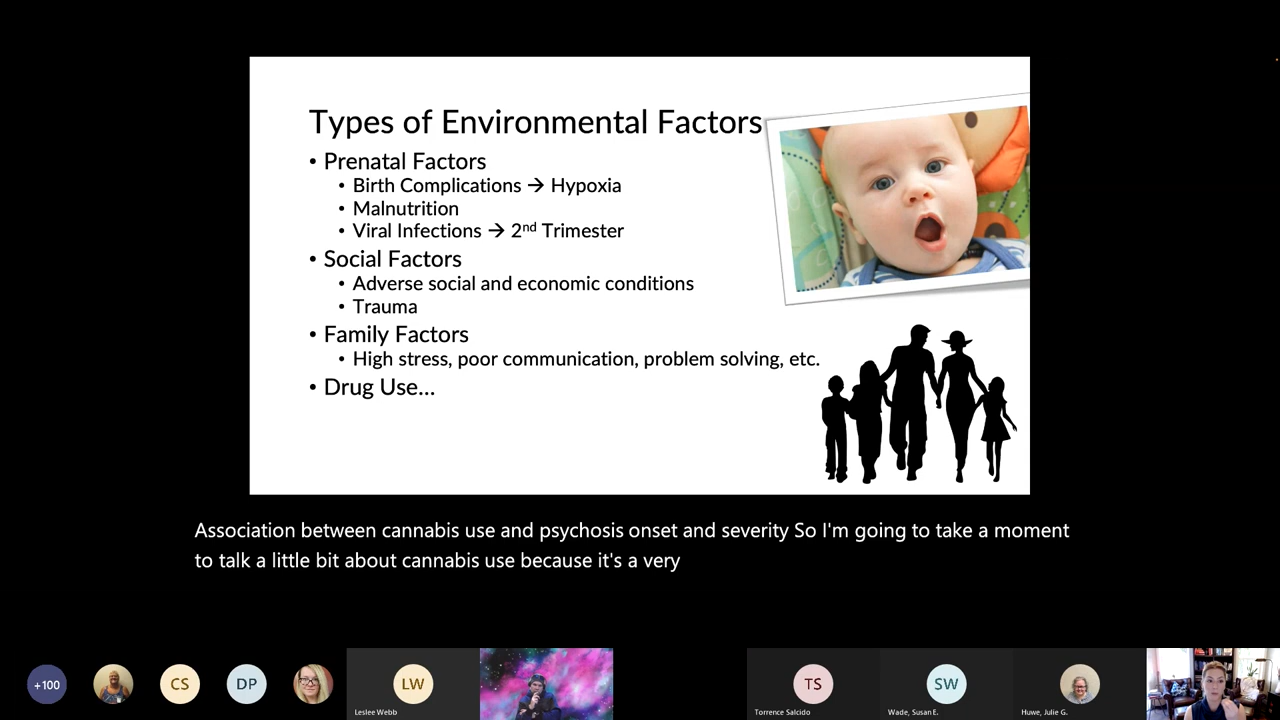 Types of Environmental Factors
• Prenatal Factors
• Birth Complications → Hypoxia
• Malnutrition
• Viral Infections → 2nd Trimester
• Social Factors
• Adverse social and economic conditions
• Trauma
• Family Factors
• High stress, poor communication, problem solving, etc.
• Drug Use...
Association between cannabis use and psychosis onset and severity So I'm going to take a moment
to talk a little bit about cannabis use because it's a very
+100
CS
DP
LW
TS
SW
Leslee Webb
Torrence Salcido
Wade, Susan E.
Huwe, Julie G.